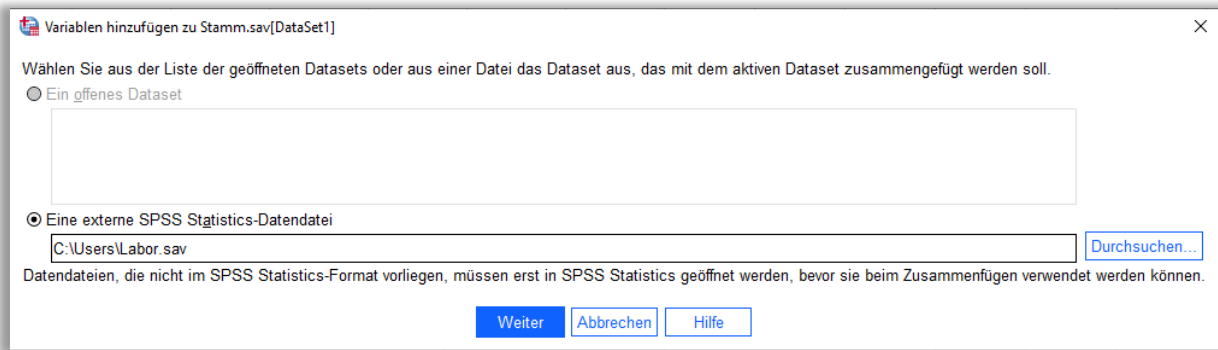 Variablen hinzufügen zu Stamm.sav[DataSet1]
Wählen Sie aus der Liste der geöffneten Datasets oder aus einer Datei das Dataset aus, das mit dem aktiven Dataset zusammengefügt werden soll.
Ein offenes Dataset
Eine externe SPSS Statistics-Datendatei
C:\Users\Labor.sav
Durchsuchen...
Datendateien, die nicht im SPSS Statistics-Format vorliegen, müssen erst in SPSS Statistics geöffnet werden, bevor sie beim Zusammenfügen verwendet werden können.
Weiter Abbrechen Hilfe